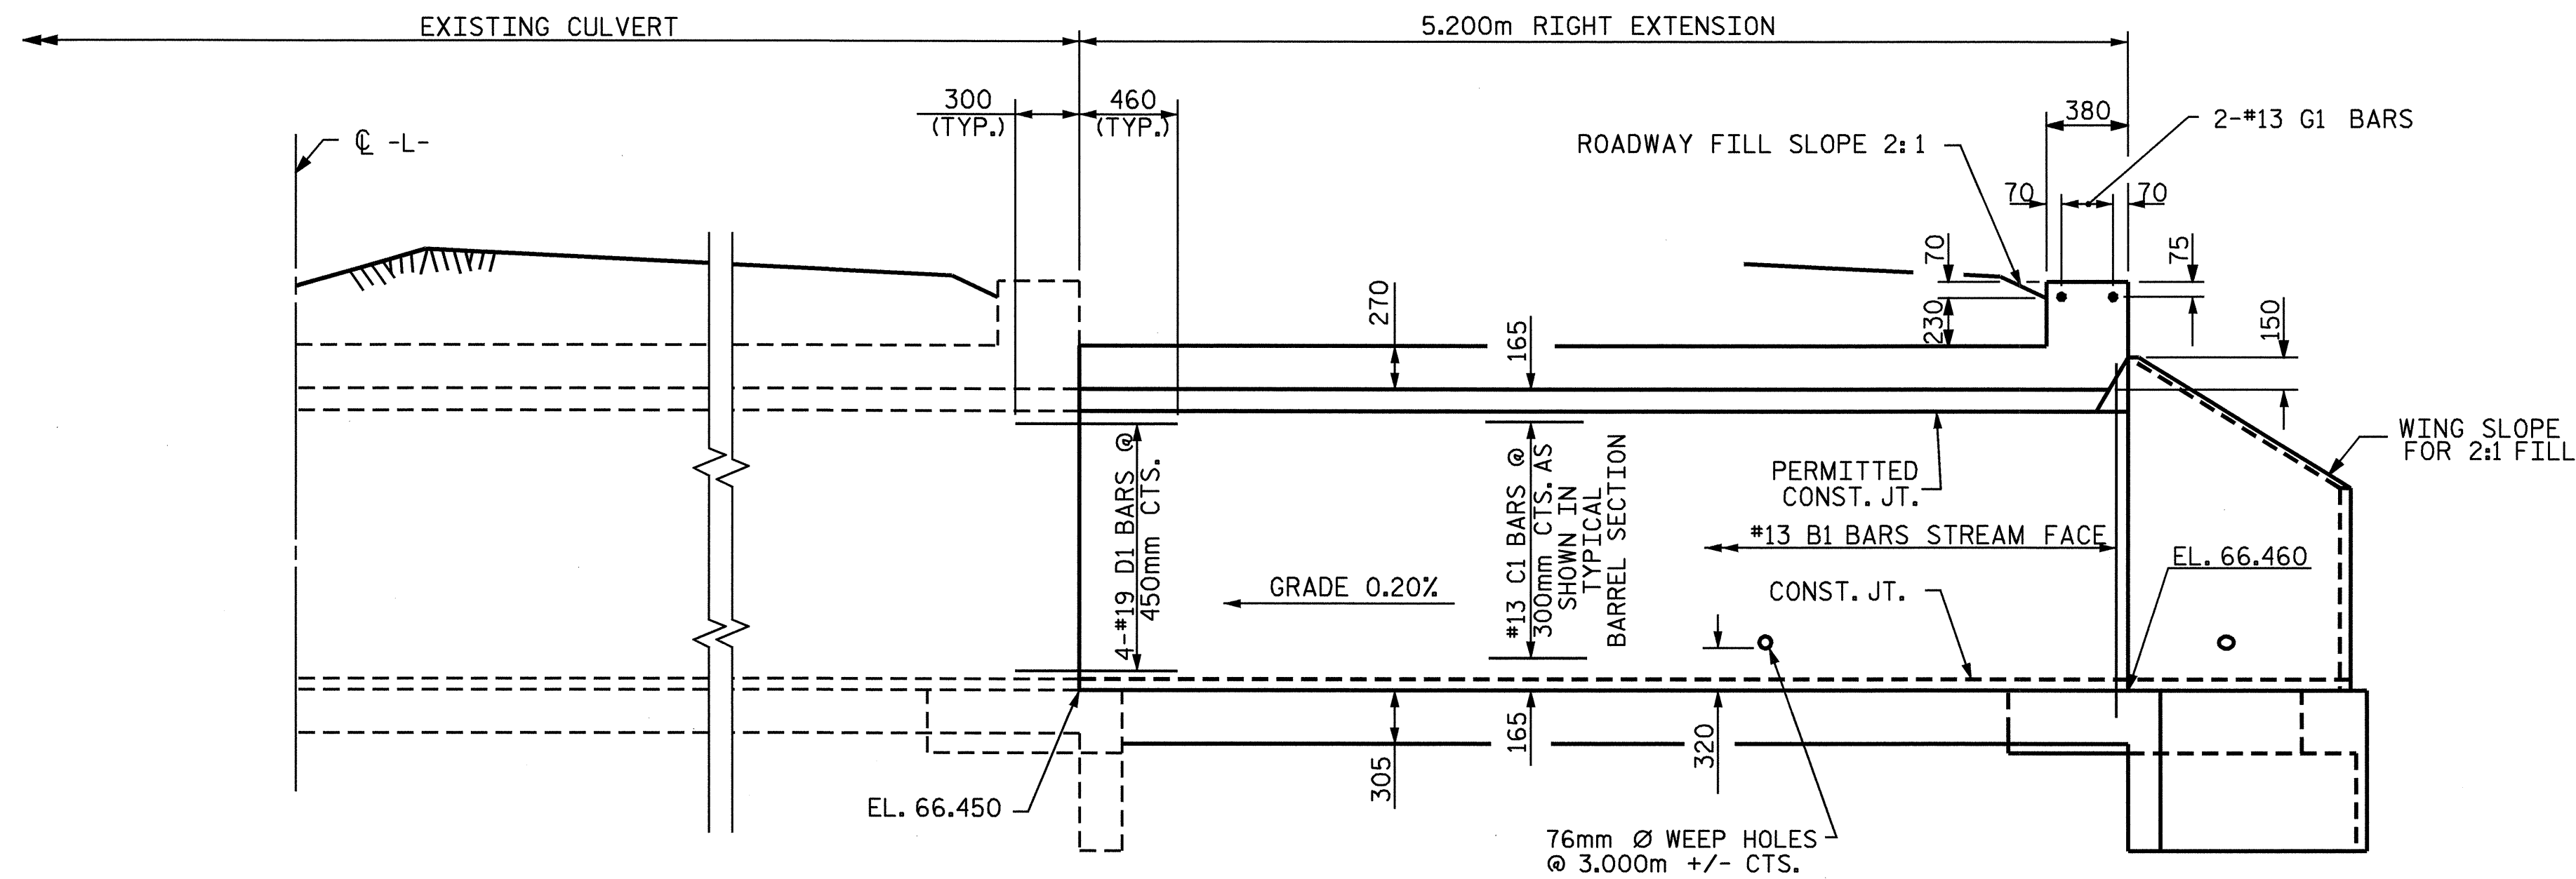 EXISTING CULVERT
5.200m RIGHT EXTENSION
300
(TYP.)
460
(TYP.)
380
2-#13 G1 BARS
℄ -L-
ROADWAY FILL SLOPE 2:1
70
70
70
75
230
150
270
165
4-#19 D1 BARS @
450mm CTS.
#13 C1 BARS @
300mm CTS. AS
SHOWN IN
TYPICAL
BARREL SECTION
PERMITTED
CONST. JT.
WING SLOPE
FOR 2:1 FILL
#13 B1 BARS STREAM FACE
EL. 66.460
GRADE 0.20%
CONST. JT.
305
165
320
EL. 66.450
76mm Ø WEEP HOLES
@ 3.000m +/- CTS.